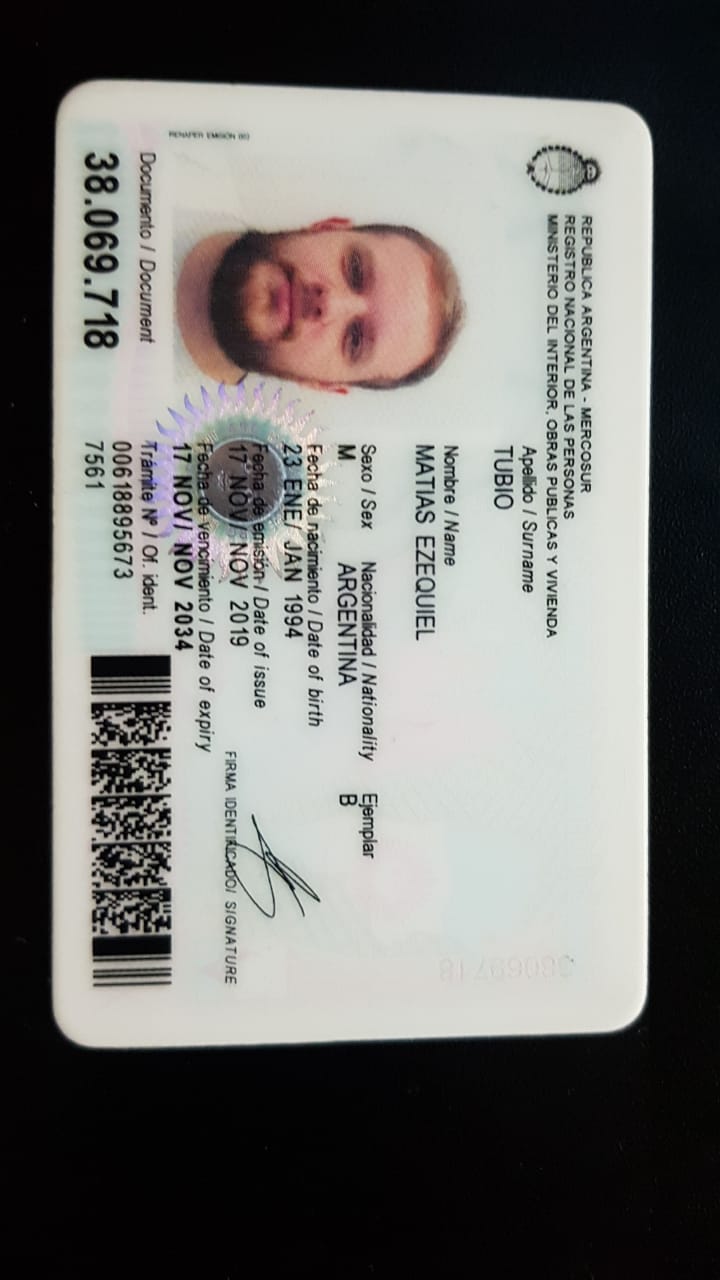 REPUBLICA ARGENTINA - MERCOSUR
REGISTRO NACIONAL DE LAS PERSONAS
MINISTERIO DEL INTERIOR, OBRAS PUBLICAS Y VIVIENDA
Apellido / Surname
TUBIO
Nombre / Name
MATIAS EZEQUIEL
Sexo / Sex Nacionalidad / Nationality Ejemplar
M ARGENTINA B
Fecha de nacimiento / Date of birth
23 ENE/ JAN 1994
Fecha de emisión / Date of issue
17 NOV/ NOV 2019
Fecha de vencimiento / Date of expiry
17 NOV/ NOV 2034
FIRMA IDENTIFICADO/ SIGNATURE
Documento / Document
38.069.718
Trámite Nº / Of. ident.
00618895673
7561
38069718